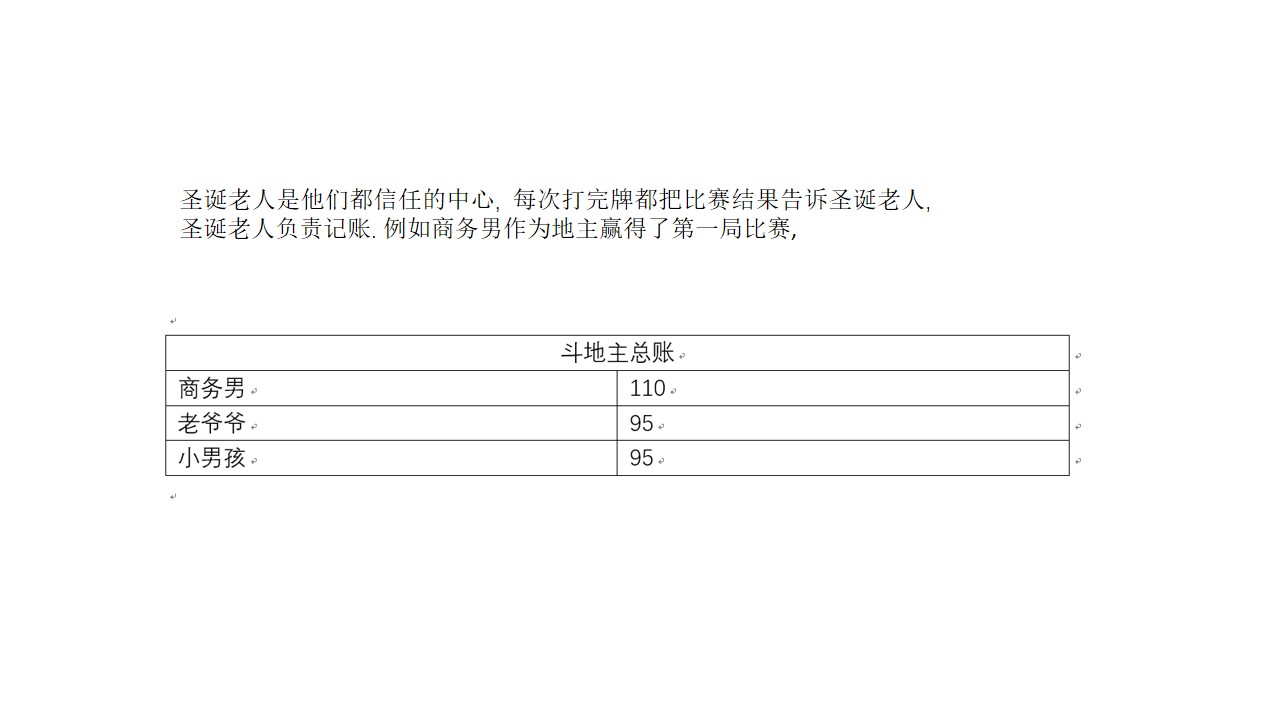 圣诞老人是他们都信任的中心, 每次打完牌都把比赛结果告诉圣诞老人,
圣诞老人负责记账. 例如商务男作为地主赢得了第一局比赛,
斗地主总账
商务男 110
老爷爷 95
小男孩 95